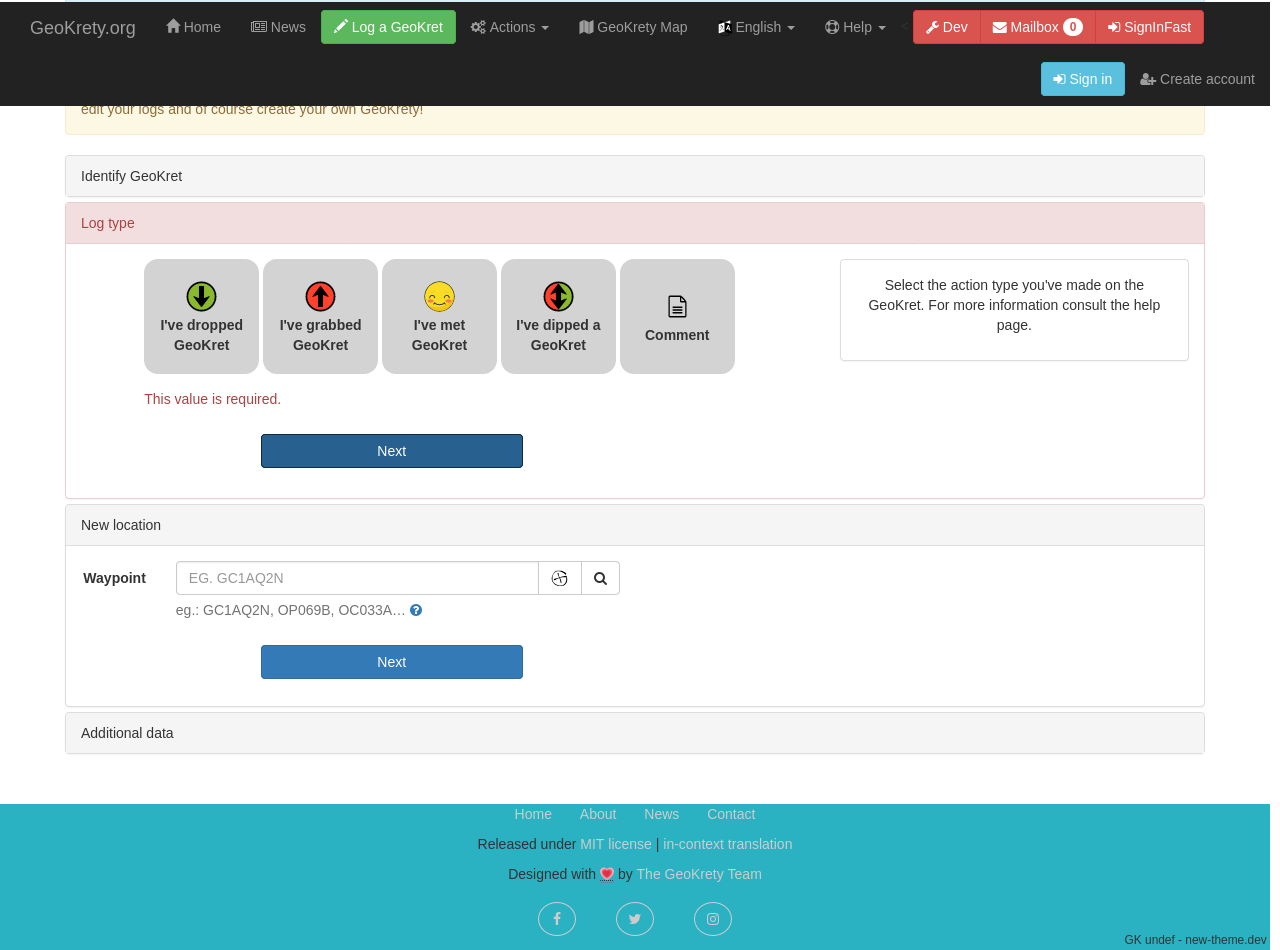 GeoKrety.org Home News Log a GeoKret Actions GeoKrety Map English Help < Dev Mailbox 0 SignInFast
Sign in Create account
edit your logs and of course create your own GeoKrety!
Identify GeoKret
Log type
I've dropped GeoKret
I've grabbed GeoKret
I've met GeoKret
I've dipped a GeoKret
Comment
Select the action type you've made on the
GeoKret. For more information consult the help
page.
This value is required.
Next
New location
Waypoint EG. GC1AQ2N
eg.: GC1AQ2N, OP069B, OC033A…
Next
Additional data
Home About News Contact
Released under MIT license | in-context translation
Designed with 💗 by The GeoKrety Team
GK undef - new-theme.dev